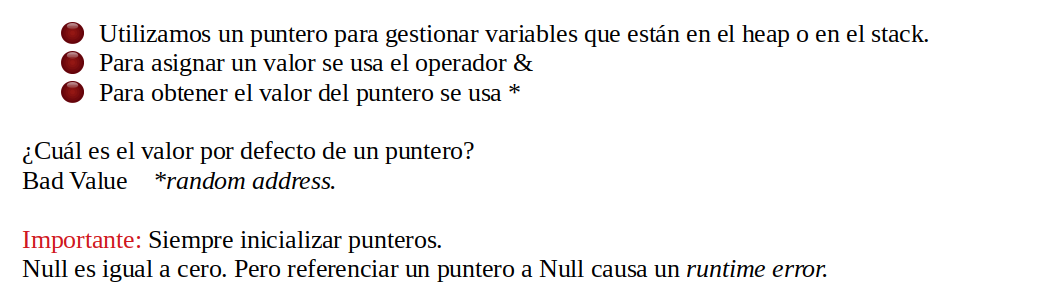 Utilizamos un puntero para gestionar variables que están en el heap o en el stack.
Para asignar un valor se usa el operador &
Para obtener el valor del puntero se usa *
¿Cuál es el valor por defecto de un puntero?
Bad Value *random address.
Importante: Siempre inicializar punteros.
Null es igual a cero. Pero referenciar un puntero a Null causa un runtime error.